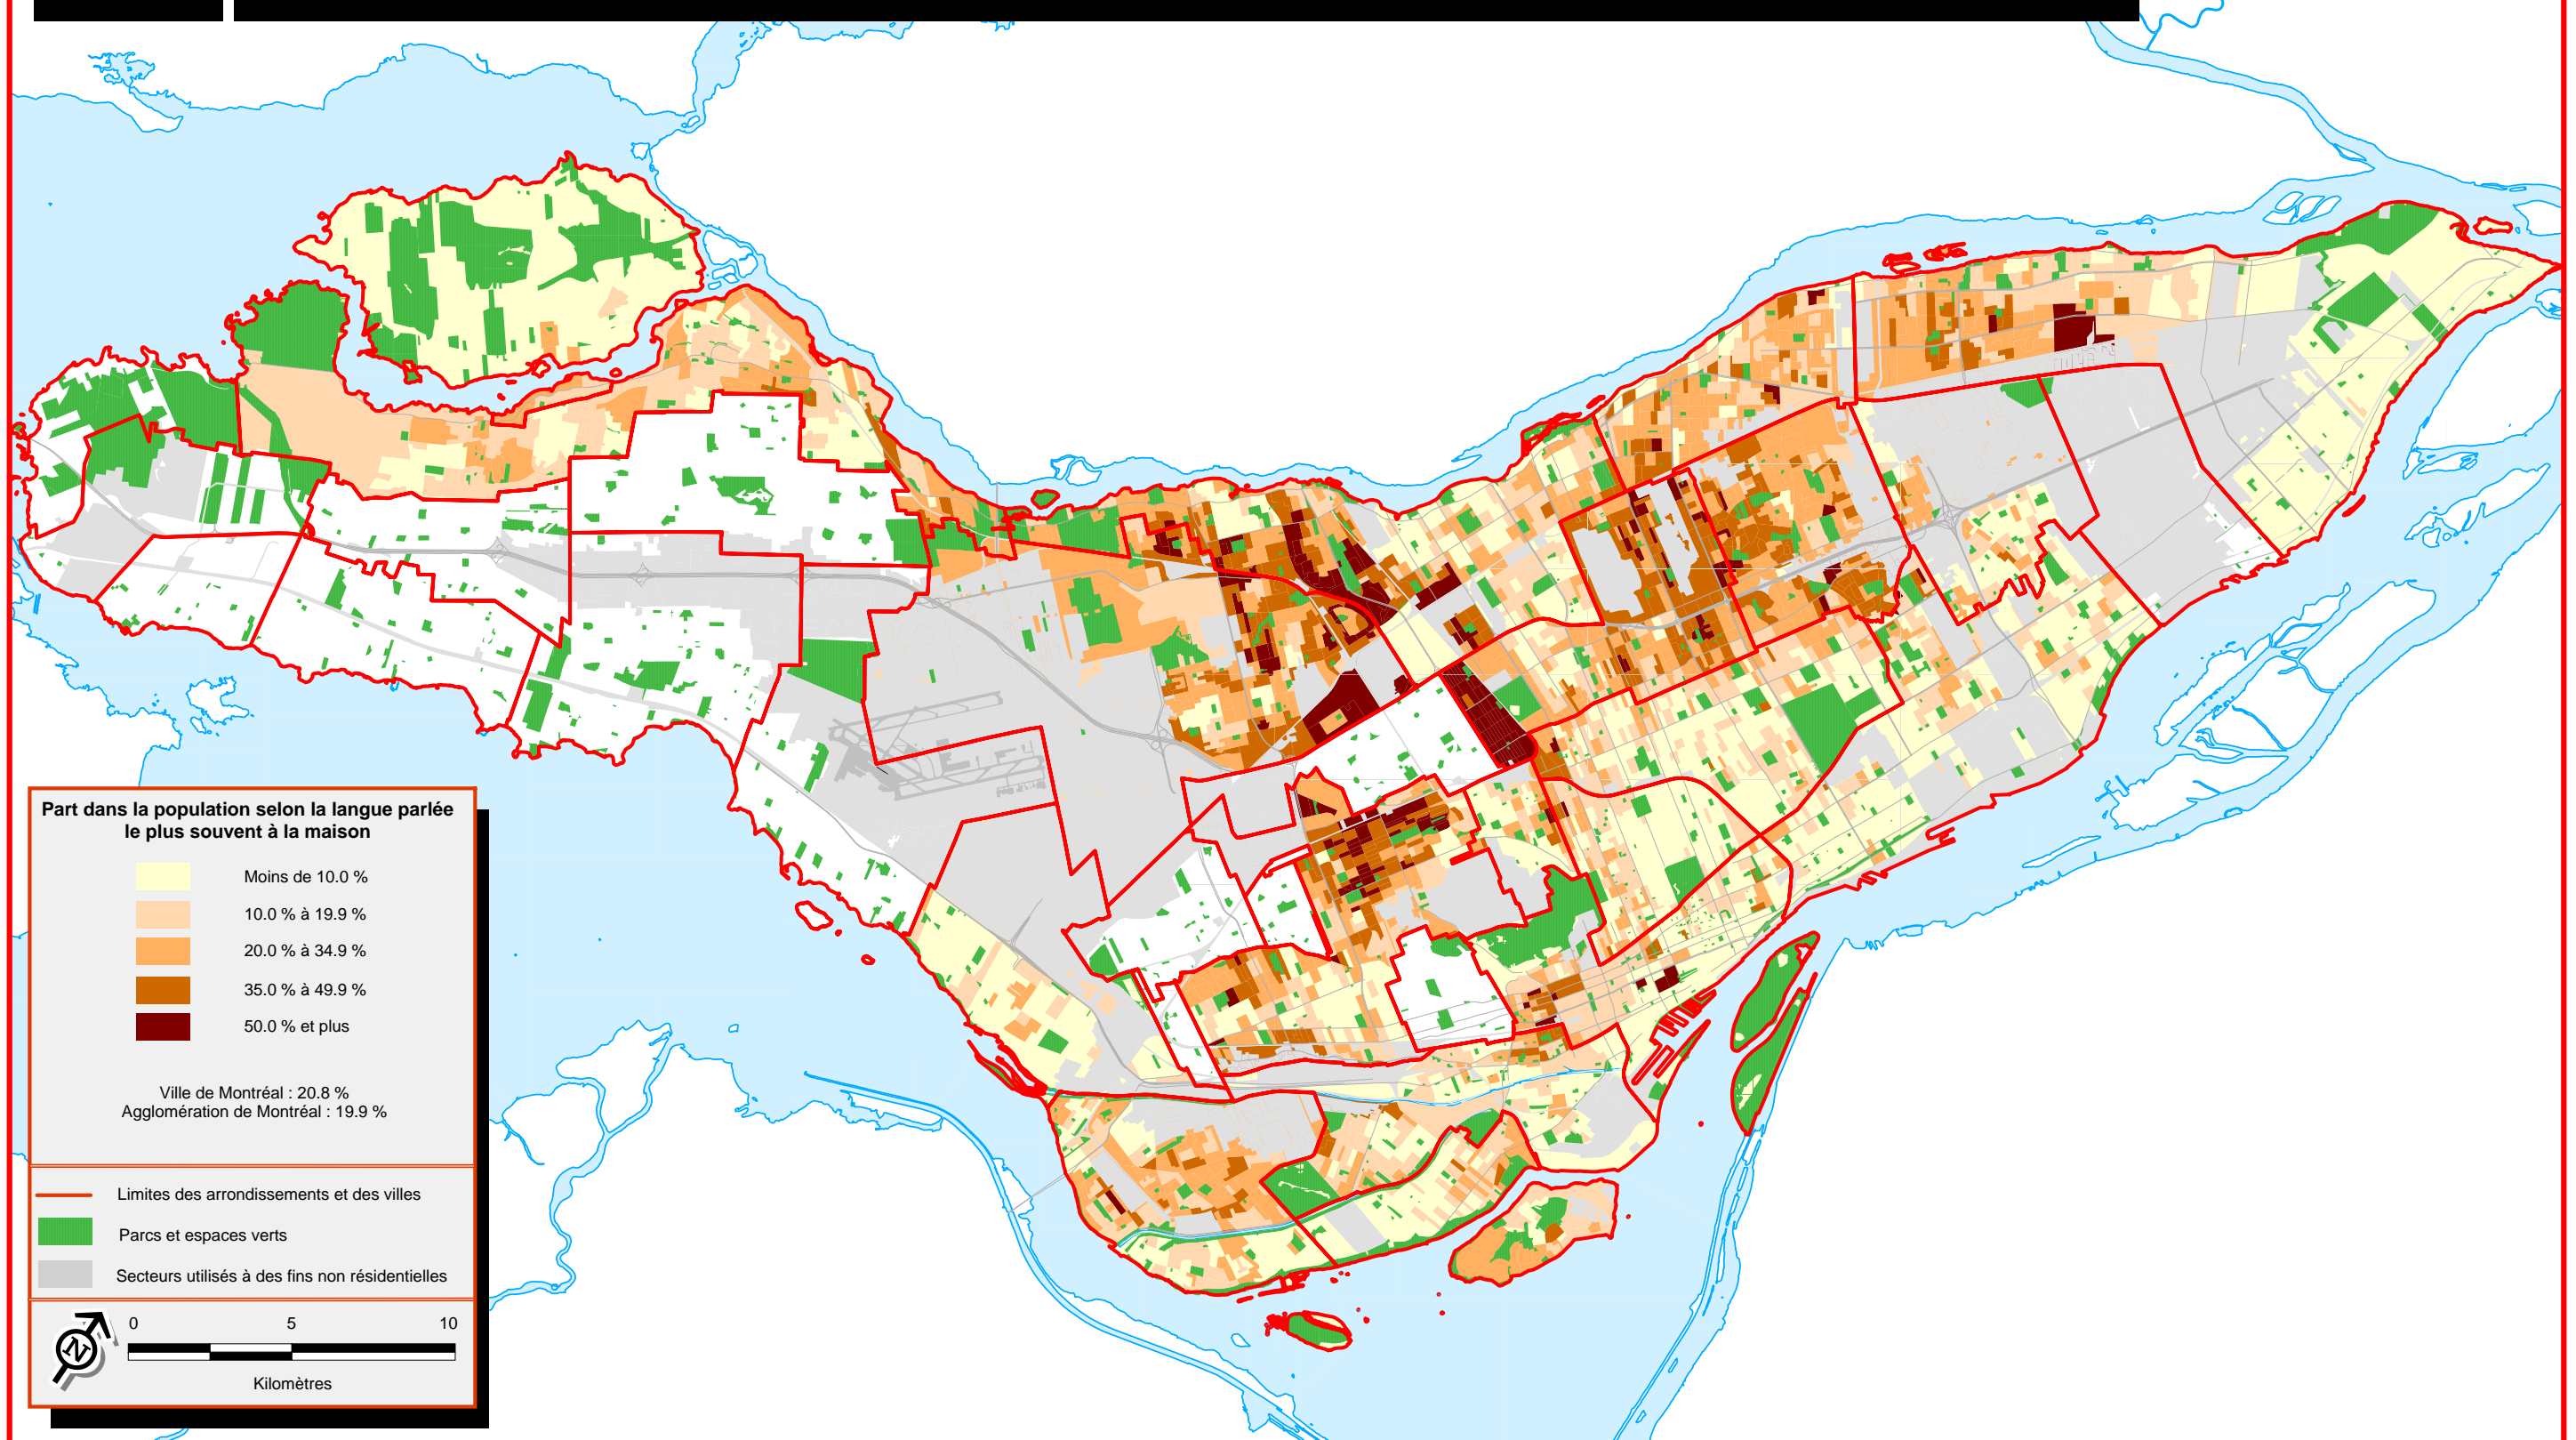 Part dans la population selon la langue parlée
le plus souvent à la maison
Moins de 10.0 %
10.0 % à 19.9 %
20.0 % à 34.9 %
35.0 % à 49.9 %
50.0 % et plus
Ville de Montréal : 20.8 %
Agglomération de Montréal : 19.9 %
Limites des arrondissements et des villes
Parcs et espaces verts
Secteurs utilisés à des fins non résidentielles
0 5 10
N
Kilomètres